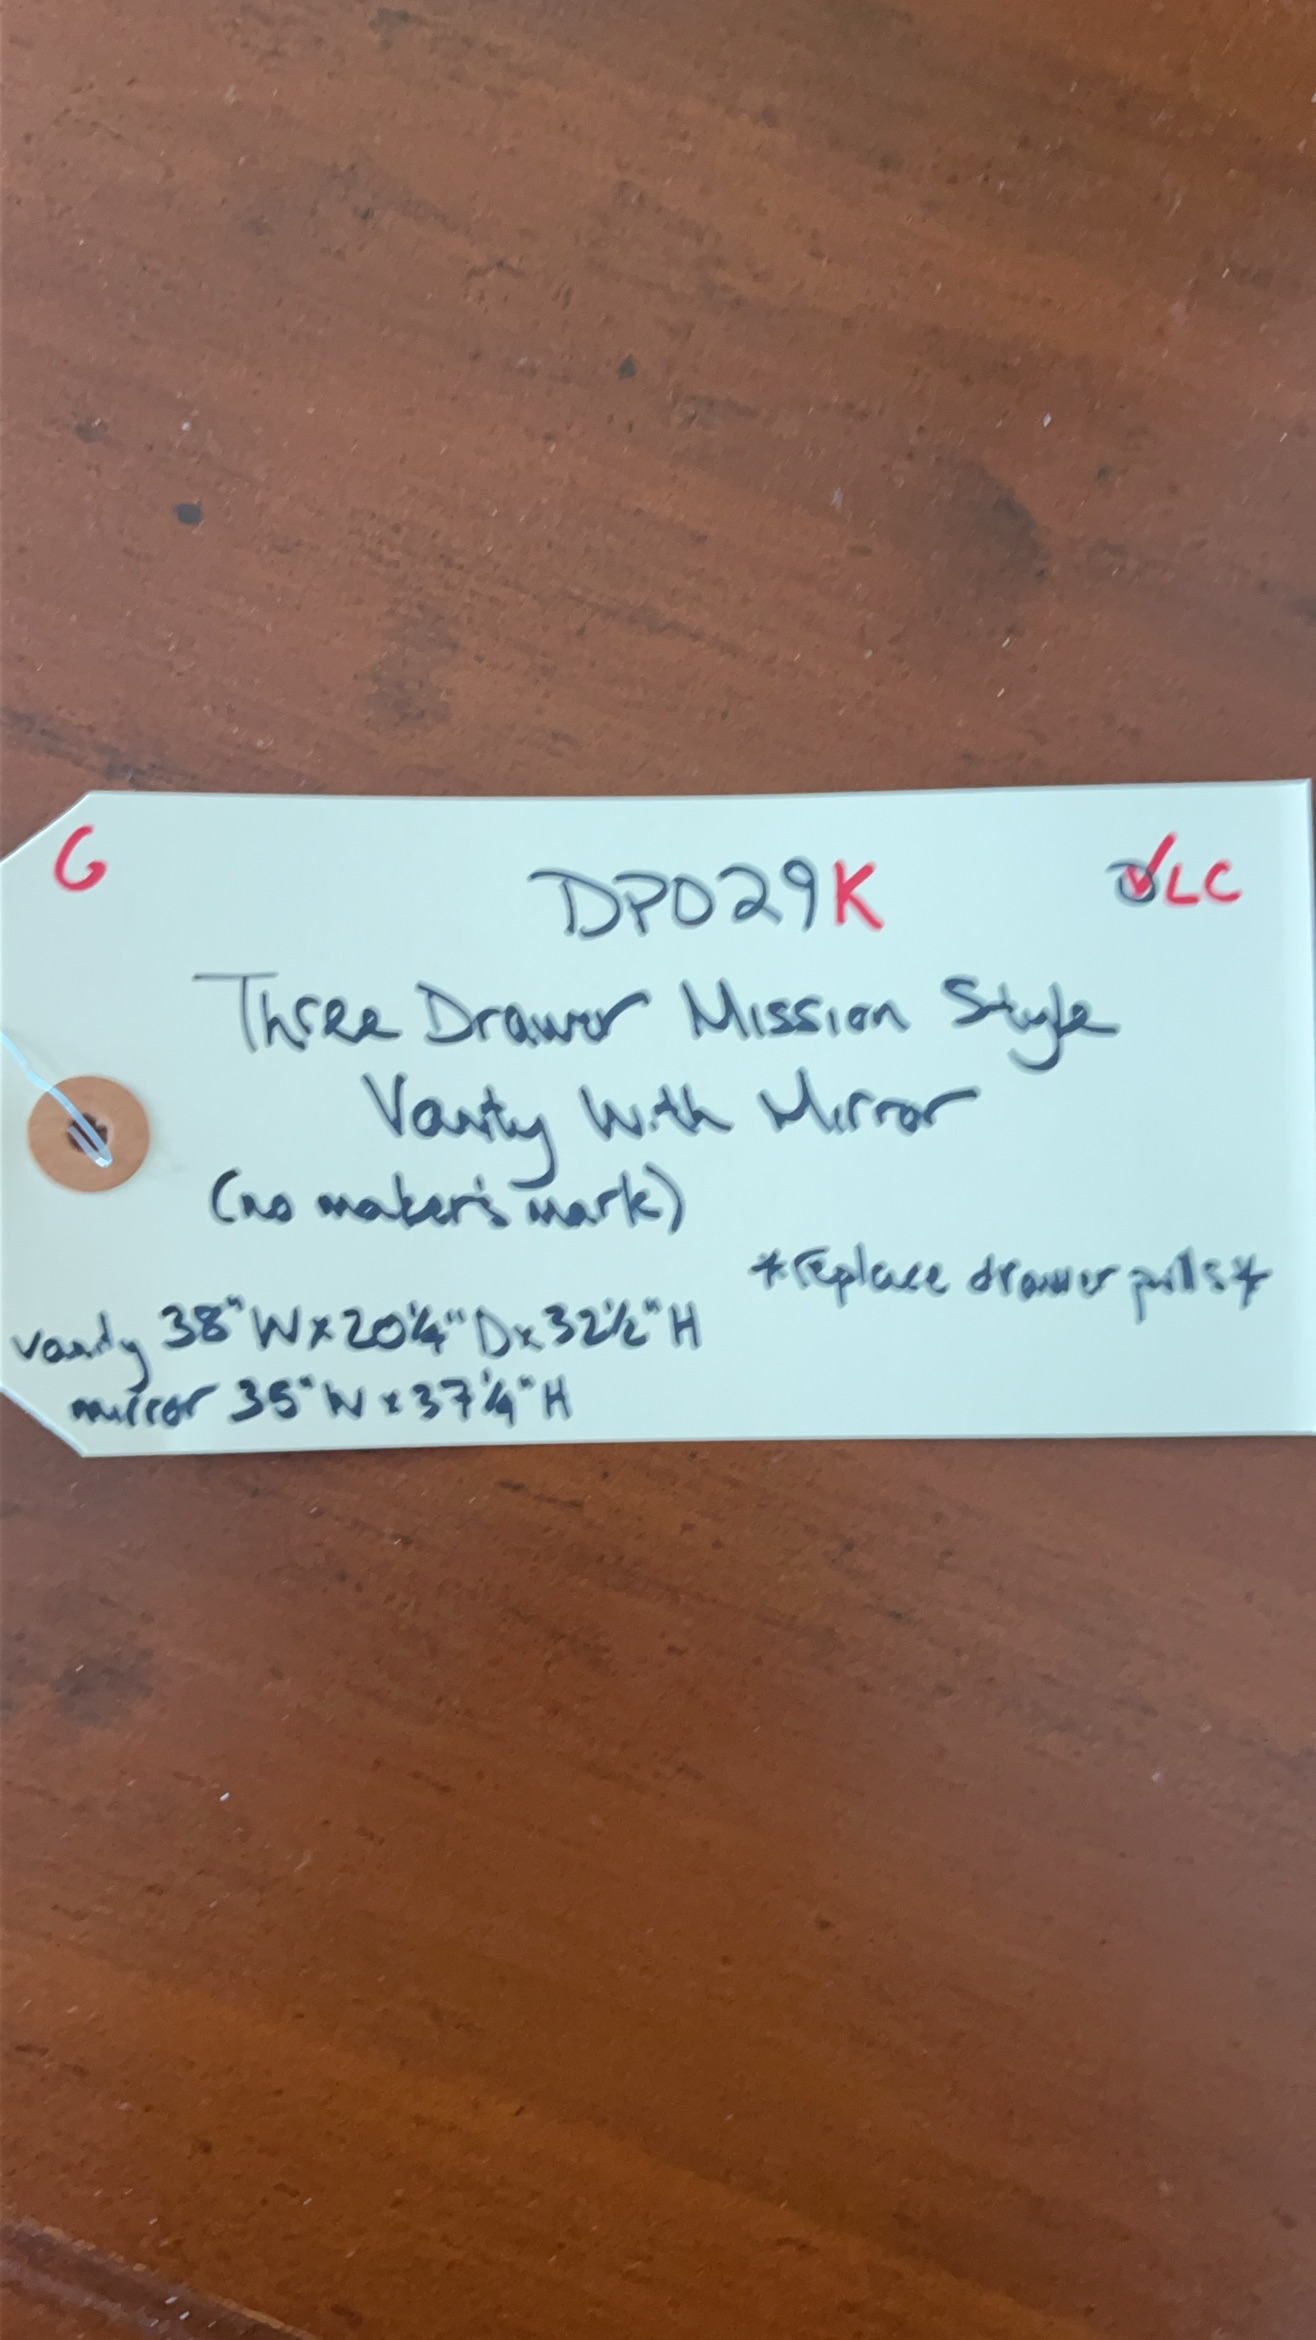 G
DP029K
✓LC
Three Drawer Mission Style
Vanity With Mirror
(no maker's mark)
*replace drawer pulls*
vanity 38"W x 20¼"D x 32½"H
mirror 35"W x 37¼"H